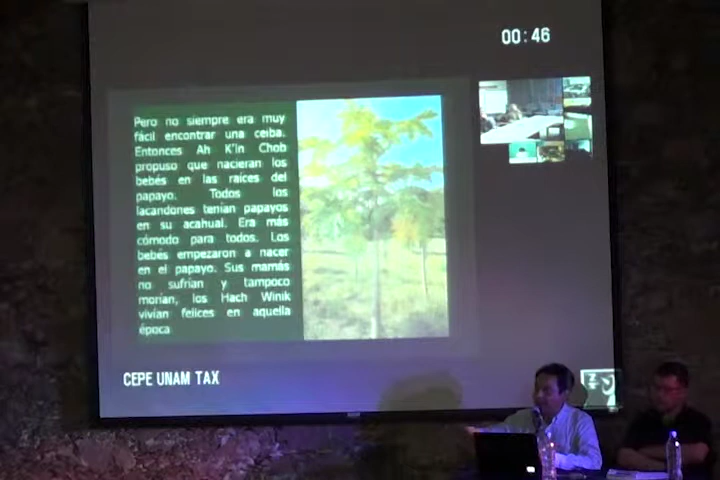 00:46
Pero no siempre era muy
fácil encontrar una ceiba.
Entonces Ah K'in Chob
propuso que nacieran los
bebés en las raíces del
papayo. Todos los
lacandones tenían papayos
en su acahual. Era más
cómodo para todos. Los
bebés empezaron a nacer
en el papayo. Sus mamás
no sufrían y tampoco
morían, los Hach Winik
vivían felices en aquella
época
CEPE UNAM TAX